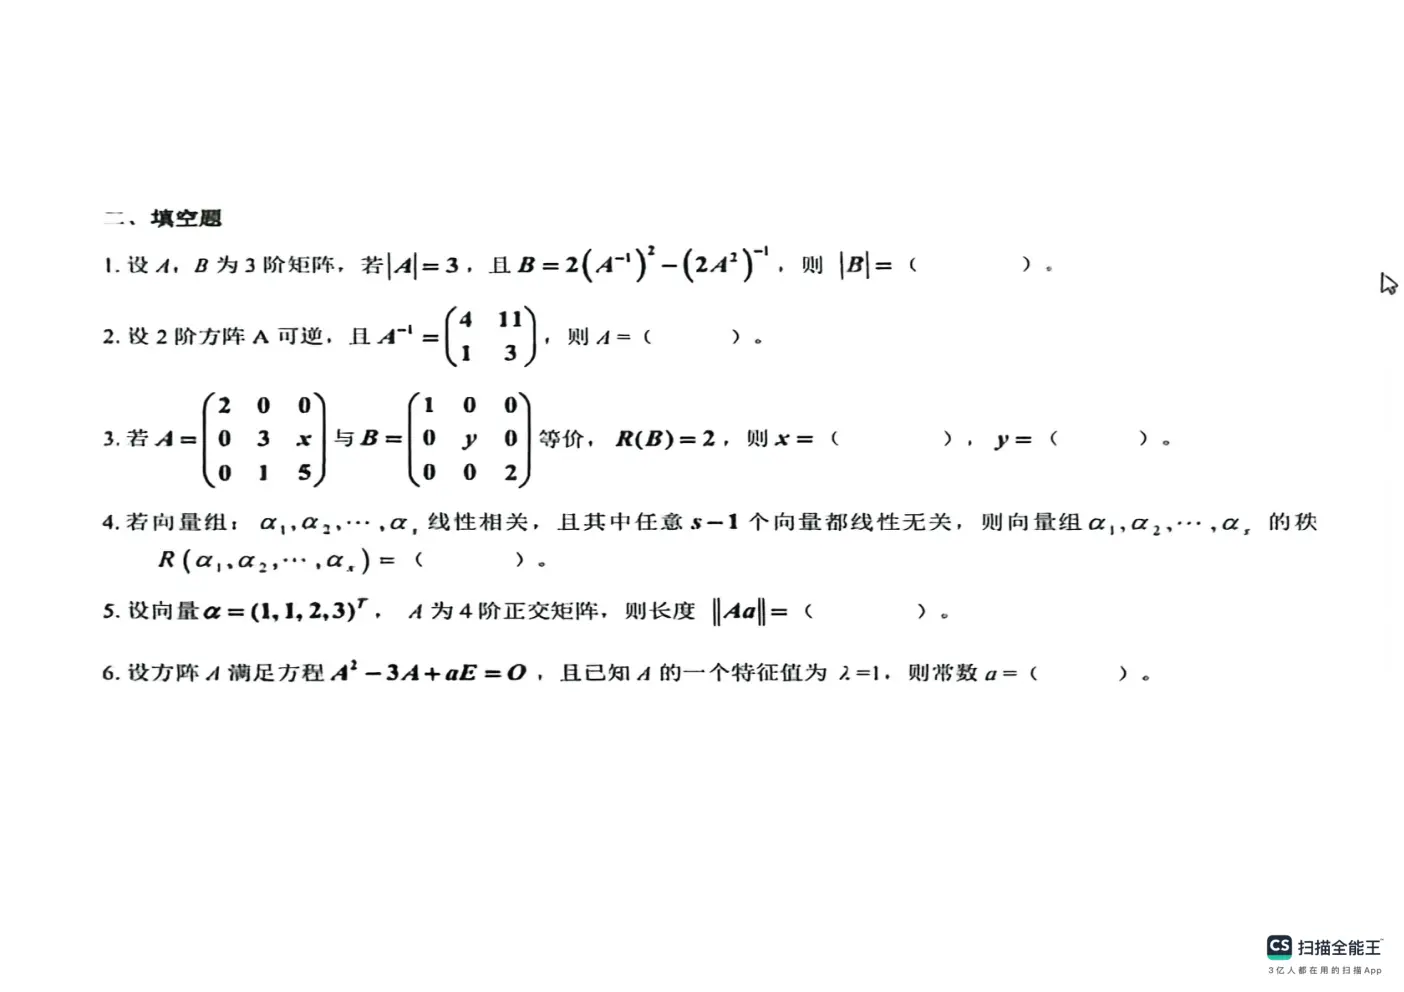 二、填空题
1. 设 A，B 为 3 阶矩阵，若|A|=3，且 B=2(A⁻¹)²-(2A²)⁻¹，则 |B|=（ ）。
2. 设 2 阶方阵 A 可逆，且 A⁻¹=(4 11; 1 3)，则 A=（ ）。
3. 若 A=(2 0 0; 0 3 x; 0 1 5) 与 B=(1 0 0; 0 y 0; 0 0 2) 等价，R(B)=2，则 x=（ ），y=（ ）。
4. 若向量组：α₁,α₂,⋯,αₛ 线性相关，且其中任意 s-1 个向量都线性无关，则向量组 α₁,α₂,⋯,αₛ 的秩
R(α₁,α₂,⋯,αₛ)=（ ）。
5. 设向量 α=(1,1,2,3)ᵀ，A 为 4 阶正交矩阵，则长度 ‖Aa‖=（ ）。
6. 设方阵 A 满足方程 A²-3A+aE=O，且已知 A 的一个特征值为 λ=1，则常数 a=（ ）。
CS 扫描全能王
3亿人都在用的扫描App